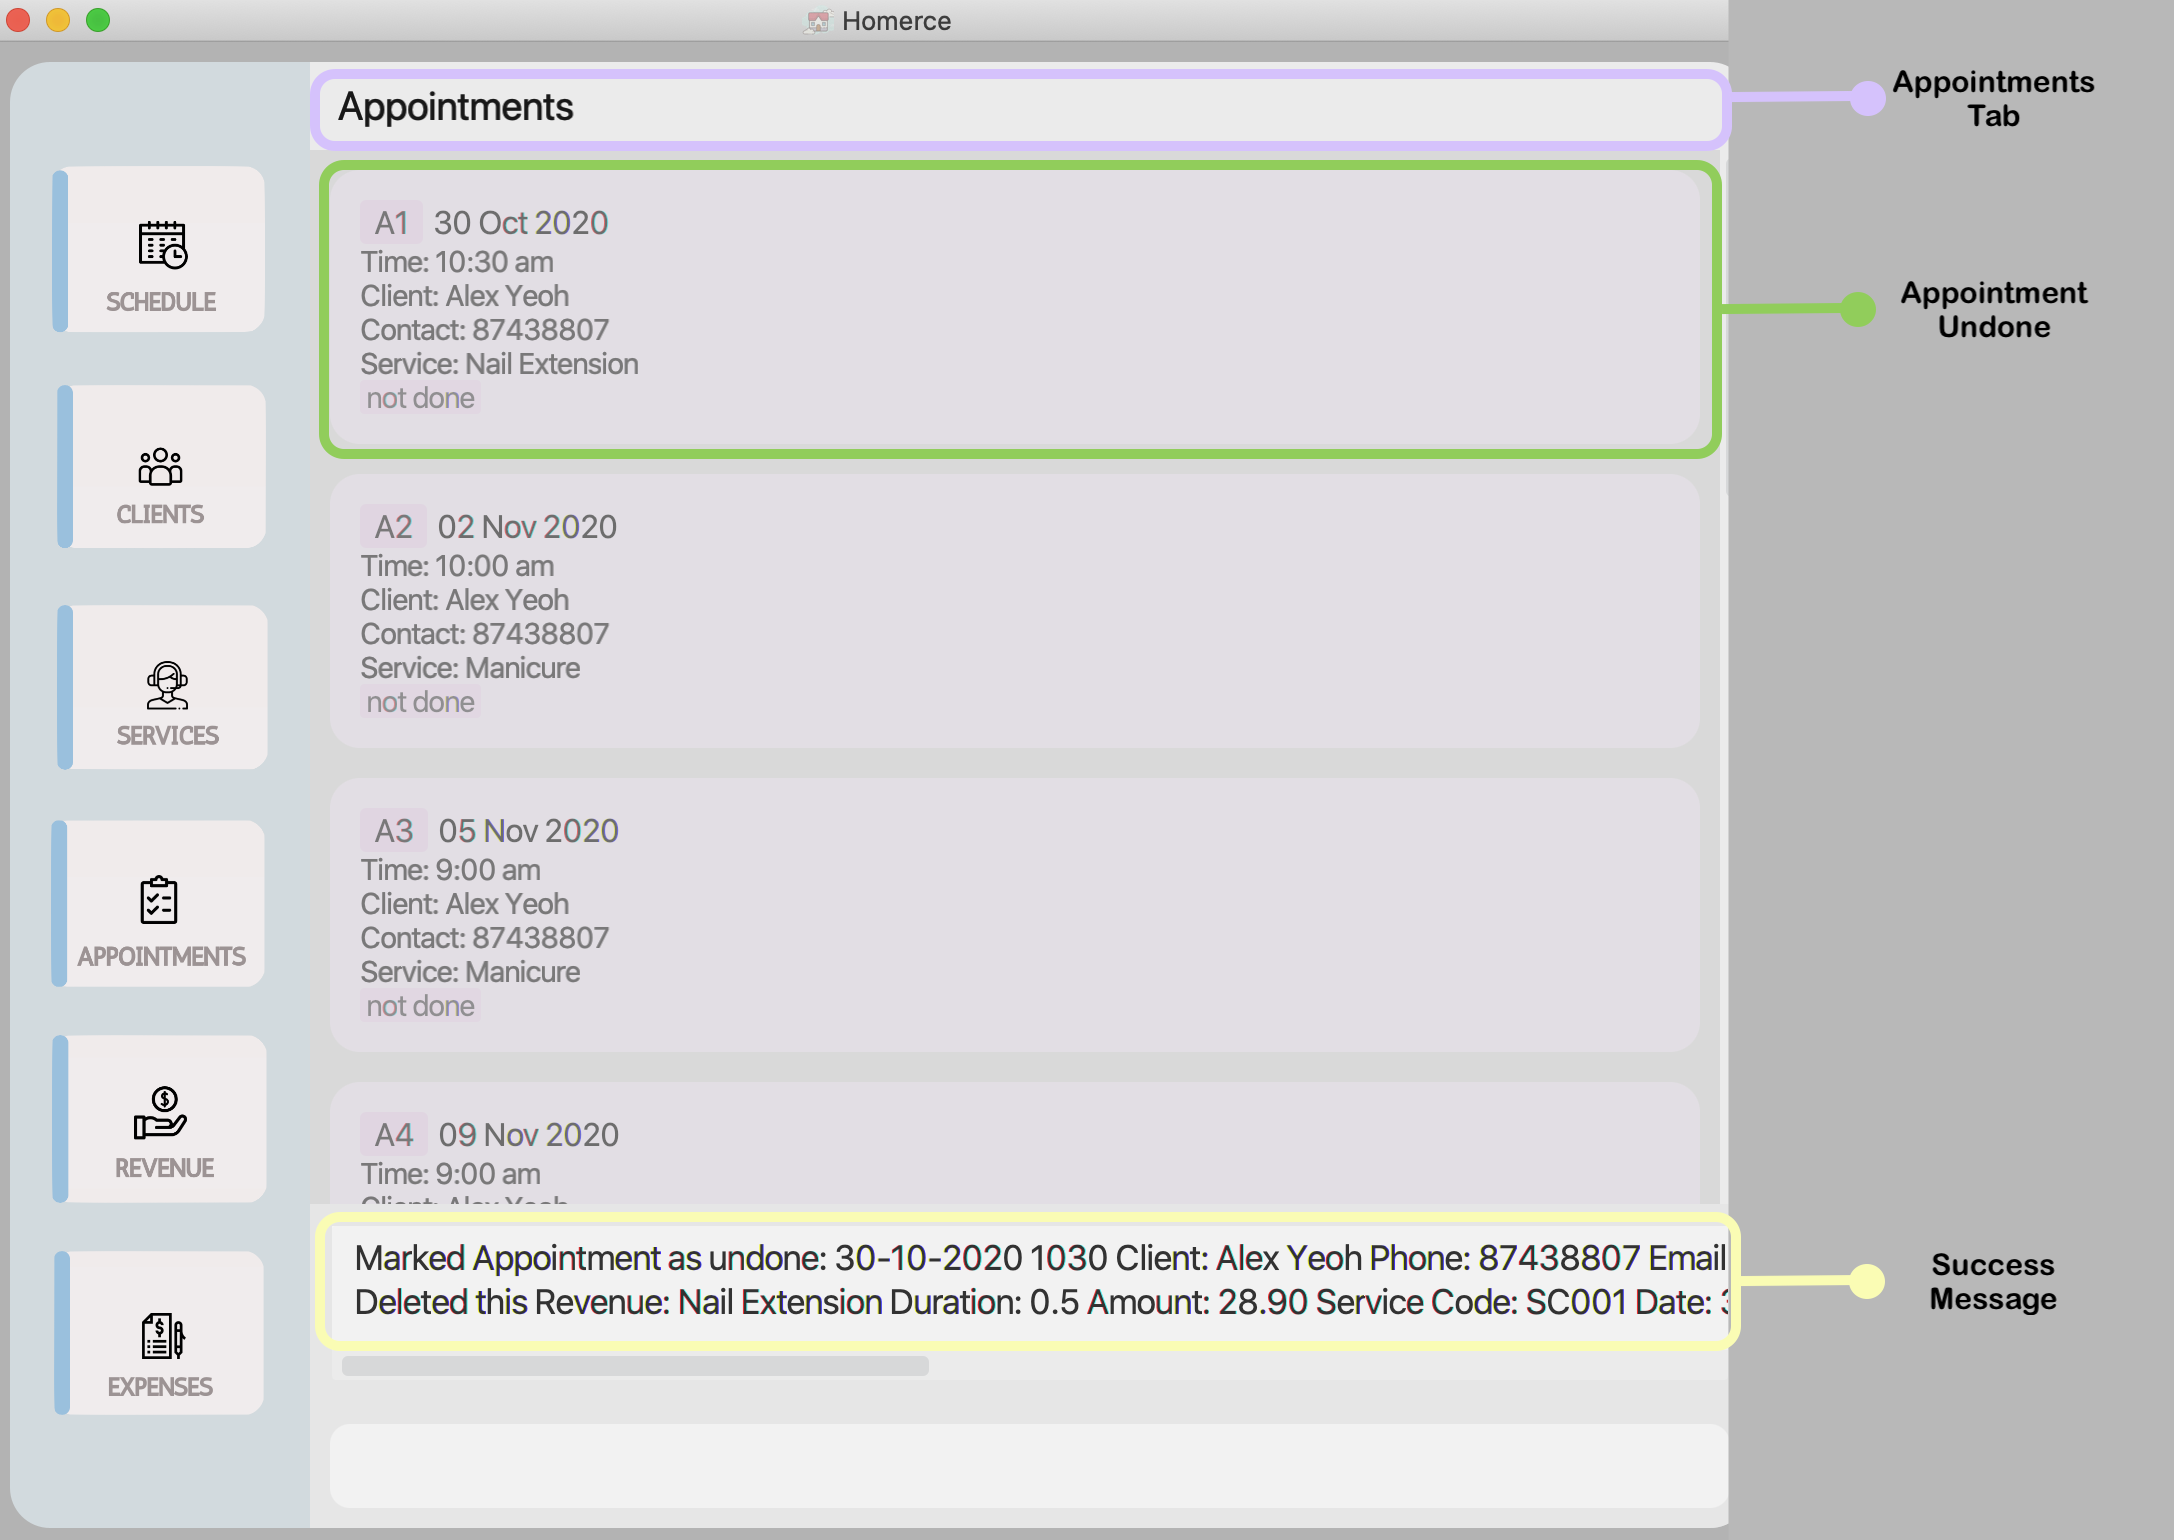 Homerce
Appointments
Appointments
Tab
SCHEDULE
CLIENTS
SERVICES
APPOINTMENTS
REVENUE
EXPENSES
A1 30 Oct 2020
Time: 10:30 am
Client: Alex Yeoh
Contact: 87438807
Service: Nail Extension
not done
Appointment
Undone
A2 02 Nov 2020
Time: 10:00 am
Client: Alex Yeoh
Contact: 87438807
Service: Manicure
not done
A3 05 Nov 2020
Time: 9:00 am
Client: Alex Yeoh
Contact: 87438807
Service: Manicure
not done
A4 09 Nov 2020
Time: 9:00 am
Client: Alex Yeoh
Marked Appointment as undone: 30-10-2020 1030 Client: Alex Yeoh Phone: 87438807 Email
Deleted this Revenue: Nail Extension Duration: 0.5 Amount: 28.90 Service Code: SC001 Date:
Success
Message